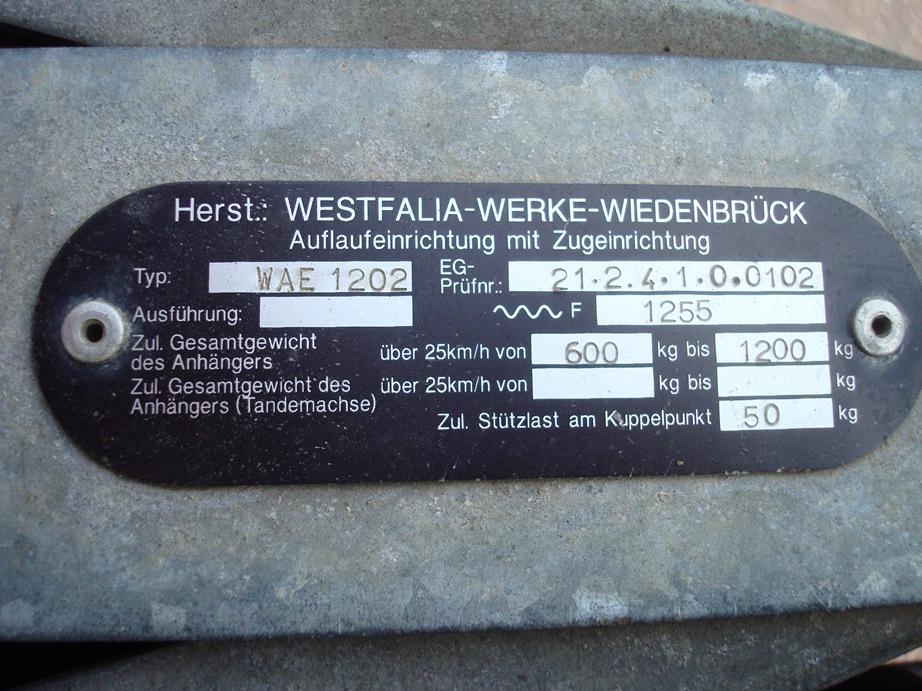 Herst.: WESTFALIA-WERKE-WIEDENBRÜCK
Auflaufeinrichtung mit Zugeinrichtung
Typ: WAE 1202 EG-Prüfnr.: 21.2.4.1.0.0102
Ausführung: F 1255
Zul. Gesamtgewicht des Anhängers über 25km/h von 600 kg bis 1200 kg
Zul. Gesamtgewicht des Anhängers (Tandemachse) über 25km/h von kg bis kg
Zul. Stützlast am Kuppelpunkt 50 kg